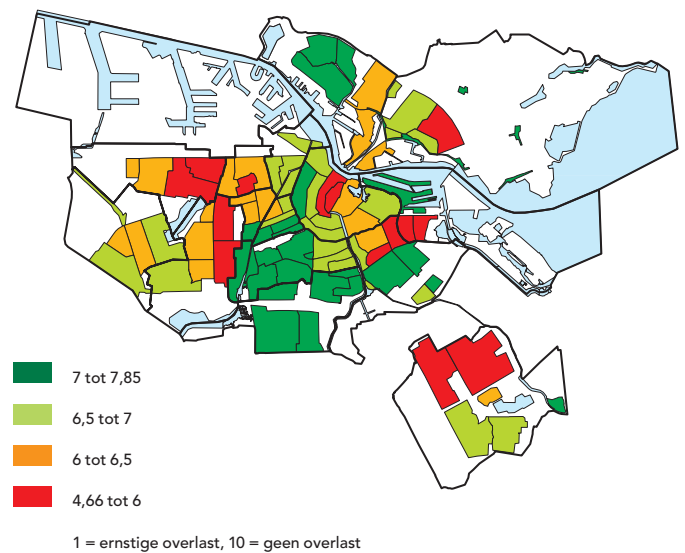 7 tot 7,85
6,5 tot 7
6 tot 6,5
4,66 tot 6
1 = ernstige overlast, 10 = geen overlast